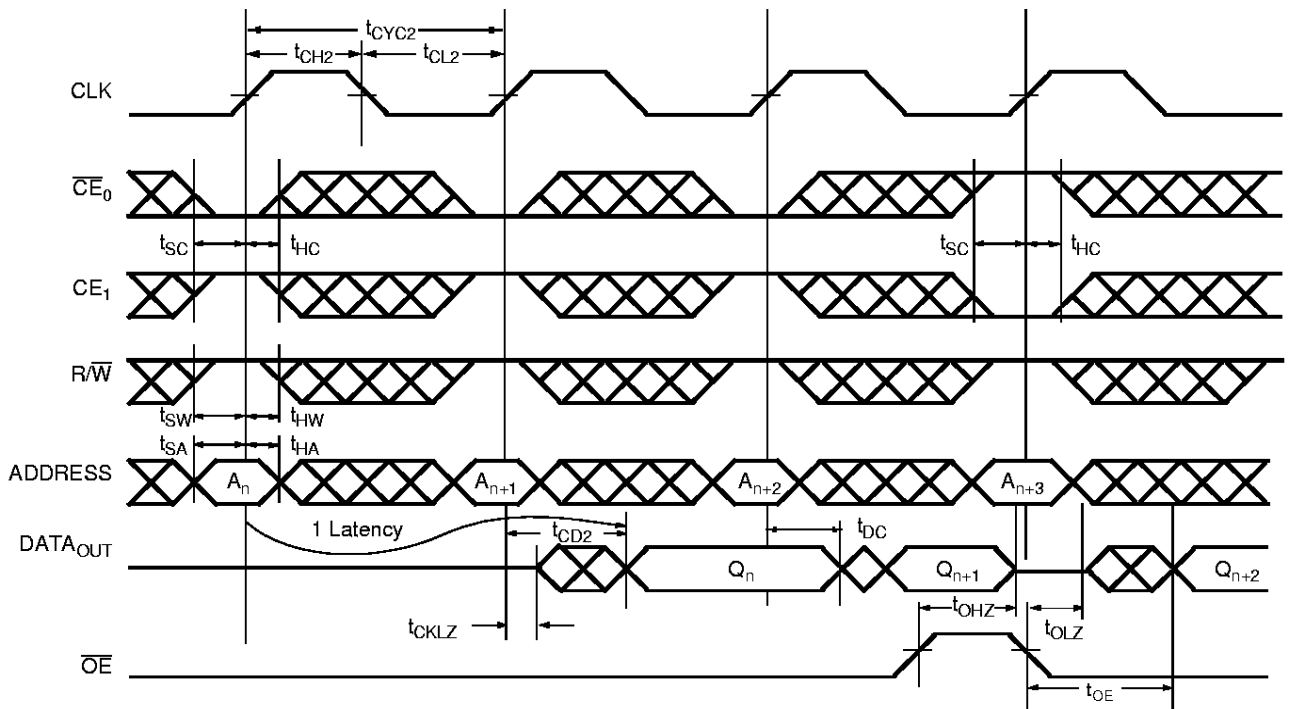 tCYC2
tCH2 tCL2
CLK
CE0
tSC tHC tSC tHC
CE1
R/W
tSW tHW
tSA tHA
ADDRESS An An+1 An+2 An+3
1 Latency tCD2 tDC
DATAOUT Qn Qn+1 Qn+2
tCKLZ tOHZ tOLZ
OE
tOE